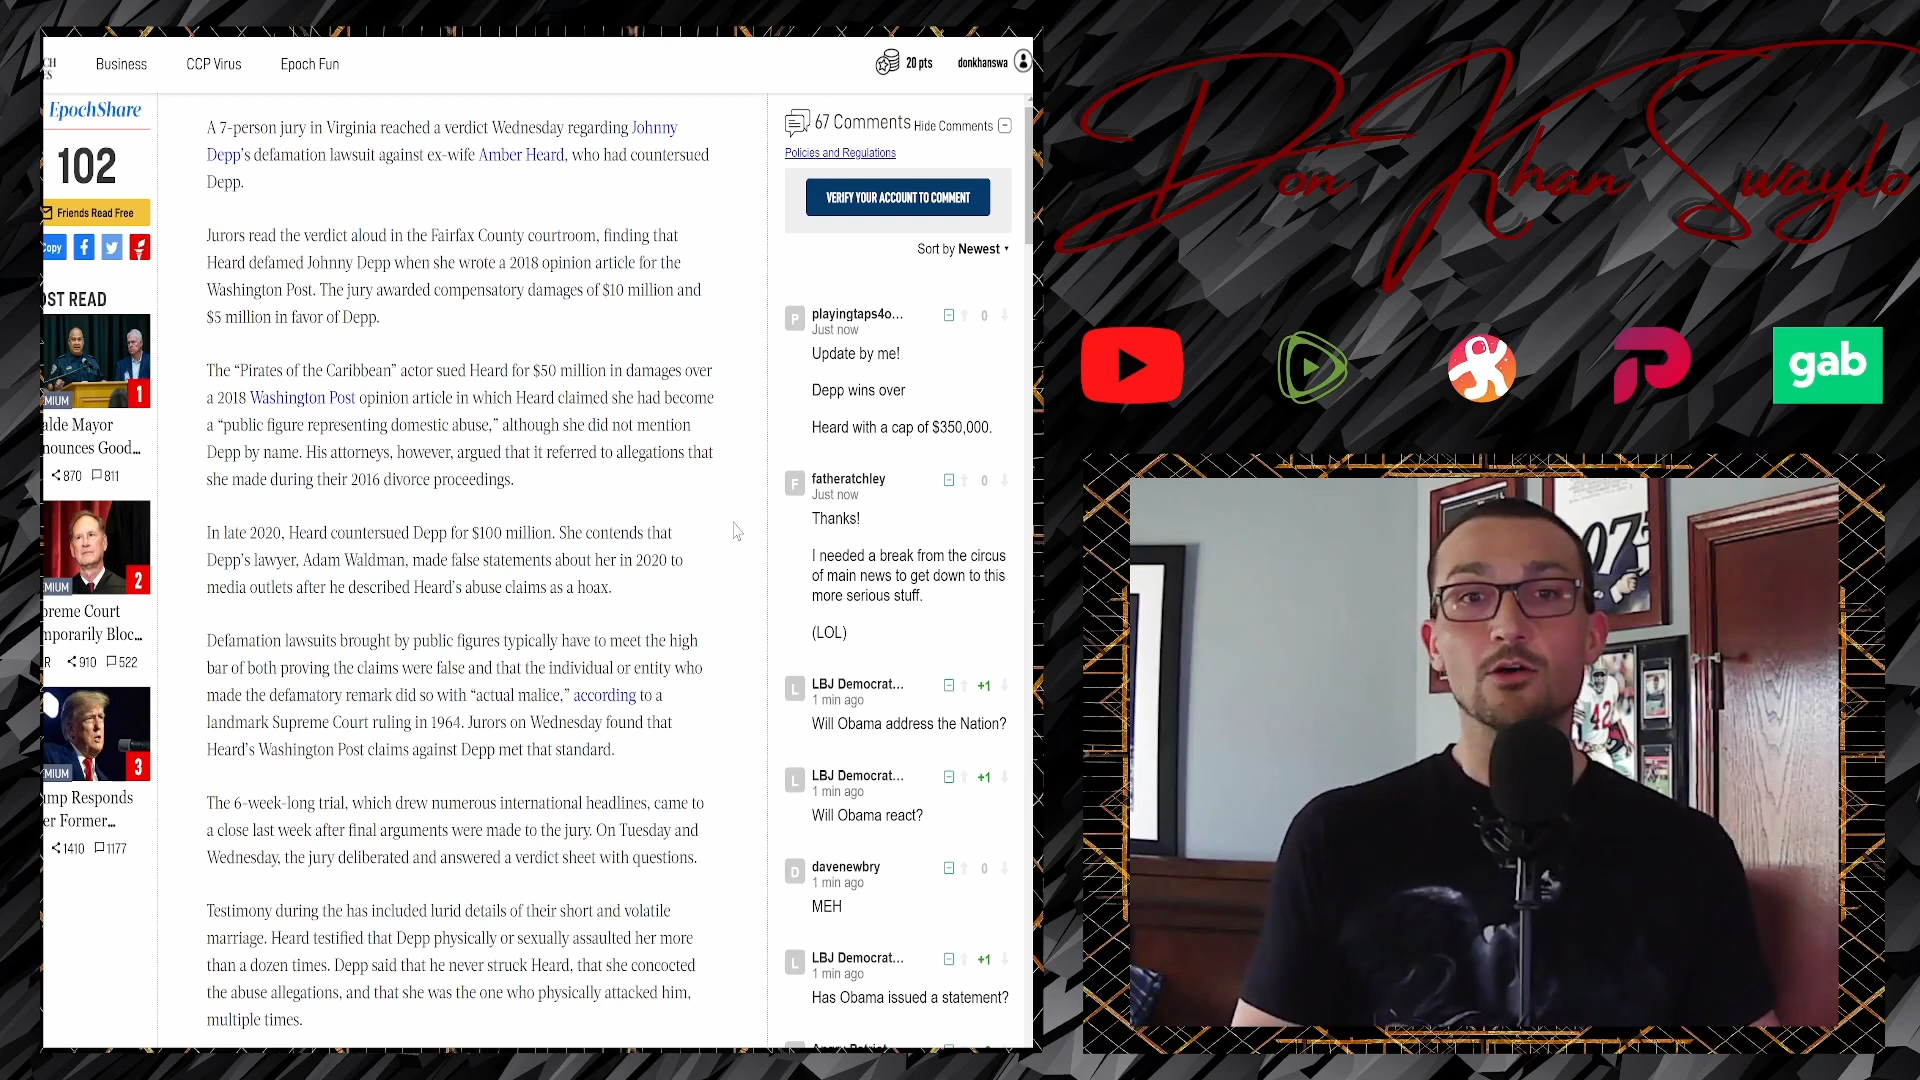 CH
ES
Business
CCP Virus
Epoch Fun
20 pts
donkhanswa
EpochShare
102
Friends Read Free
opy
OST READ
1
MIUM
alde Mayor
nounces Good...
870 811
2
MIUM
preme Court
mporarily Bloc...
R 910 522
3
MIUM
ump Responds
er Former...
1410 1177
A 7-person jury in Virginia reached a verdict Wednesday regarding Johnny
Depp's defamation lawsuit against ex-wife Amber Heard, who had countersued
Depp.
Jurors read the verdict aloud in the Fairfax County courtroom, finding that
Heard defamed Johnny Depp when she wrote a 2018 opinion article for the
Washington Post. The jury awarded compensatory damages of $10 million and
$5 million in favor of Depp.
The “Pirates of the Caribbean” actor sued Heard for $50 million in damages over
a 2018 Washington Post opinion article in which Heard claimed she had become
a “public figure representing domestic abuse,” although she did not mention
Depp by name. His attorneys, however, argued that it referred to allegations that
she made during their 2016 divorce proceedings.
In late 2020, Heard countersued Depp for $100 million. She contends that
Depp's lawyer, Adam Waldman, made false statements about her in 2020 to
media outlets after he described Heard's abuse claims as a hoax.
Defamation lawsuits brought by public figures typically have to meet the high
bar of both proving the claims were false and that the individual or entity who
made the defamatory remark did so with “actual malice,” according to a
landmark Supreme Court ruling in 1964. Jurors on Wednesday found that
Heard's Washington Post claims against Depp met that standard.
The 6-week-long trial, which drew numerous international headlines, came to
a close last week after final arguments were made to the jury. On Tuesday and
Wednesday, the jury deliberated and answered a verdict sheet with questions.
Testimony during the has included lurid details of their short and volatile
marriage. Heard testified that Depp physically or sexually assaulted her more
than a dozen times. Depp said that he never struck Heard, that she concocted
the abuse allegations, and that she was the one who physically attacked him,
multiple times.
67 Comments Hide Comments
Policies and Regulations
VERIFY YOUR ACCOUNT TO COMMENT
Sort by Newest
P
playingtaps4o... 0
Just now
Update by me!
Depp wins over
Heard with a cap of $350,000.
F
fatheratchley 0
Just now
Thanks!
I needed a break from the circus
of main news to get down to this
more serious stuff.
(LOL)
L
LBJ Democrat... +1
1 min ago
Will Obama address the Nation?
L
LBJ Democrat... +1
1 min ago
Will Obama react?
D
davenewbry 0
1 min ago
MEH
L
LBJ Democrat... +1
1 min ago
Has Obama issued a statement?
Angry Patriot
Don Khan Swaylo
gab
007
42